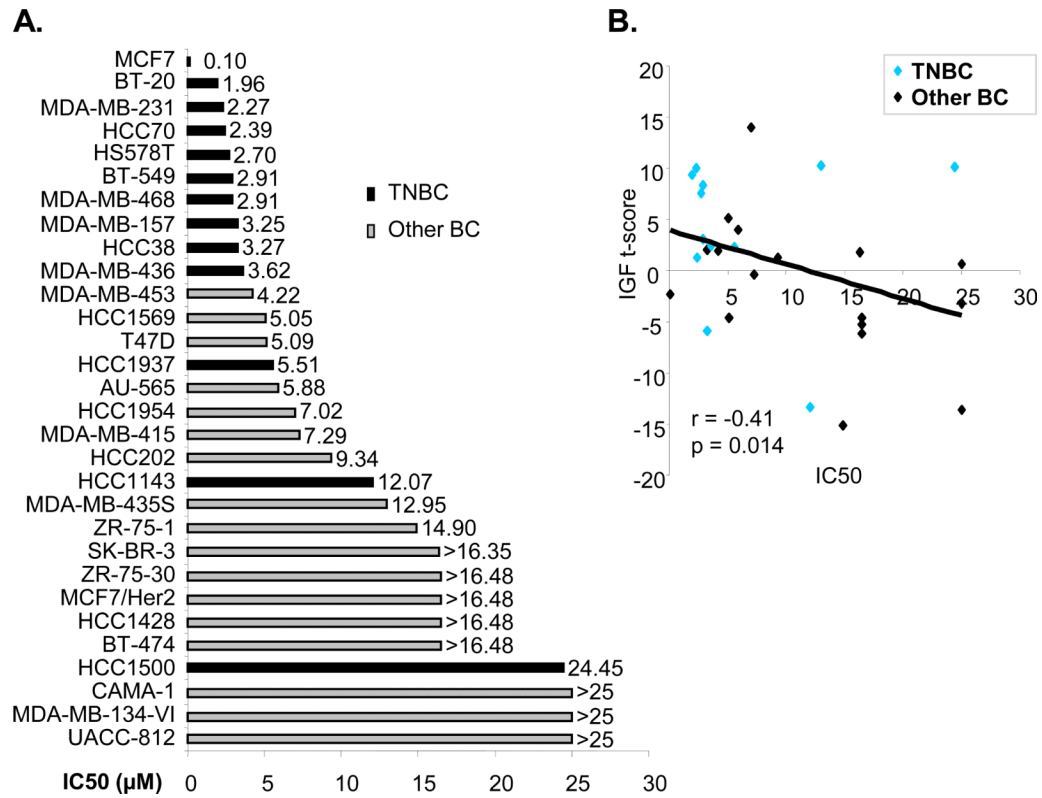 A.
MCF7 0.10
BT-20 1.96
MDA-MB-231 2.27
HCC70 2.39
HS578T 2.70
BT-549 2.91
MDA-MB-468 2.91
MDA-MB-157 3.25
HCC38 3.27
MDA-MB-436 3.62
MDA-MB-453 4.22
HCC1569 5.05
T47D 5.09
HCC1937 5.51
AU-565 5.88
HCC1954 7.02
MDA-MB-415 7.29
HCC202 9.34
HCC1143 12.07
MDA-MB-435S 12.95
ZR-75-1 14.90
SK-BR-3 >16.35
ZR-75-30 >16.48
MCF7/Her2 >16.48
HCC1428 >16.48
BT-474 >16.48
HCC1500 24.45
CAMA-1 >25
MDA-MB-134-VI >25
UACC-812 >25
IC50 (µM) 0 5 10 15 20 25 30
TNBC
Other BC
B.
TNBC
Other BC
20
15
10
5
0
-5
-10
-15
-20
IGF t-score
5 10 15 20 25 30
r = -0.41
p = 0.014
IC50